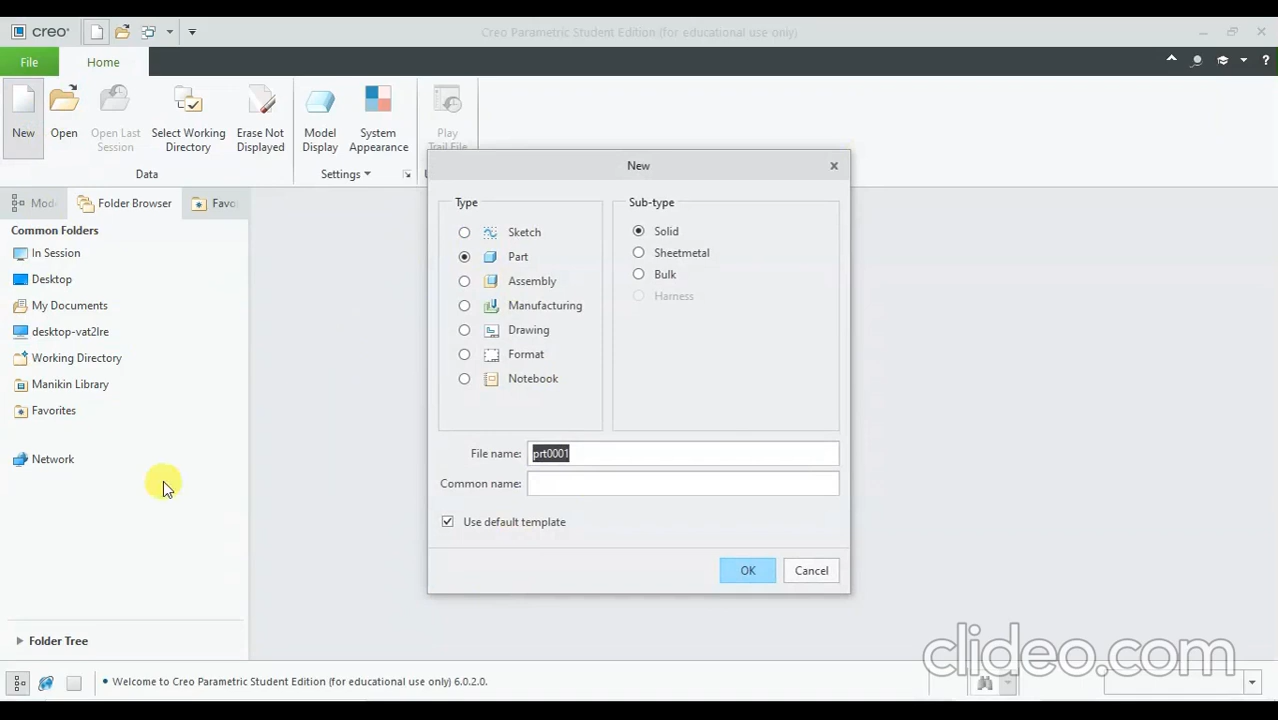 creo
Creo Parametric Student Edition (for educational use only)
File
Home
New
Open
Open Last
Session
Select Working
Directory
Erase Not
Displayed
Model
Display
System
Appearance
Play
Trail File
Data
Settings
Folder Browser
Common Folders
In Session
Desktop
My Documents
desktop-vat2lre
Working Directory
Manikin Library
Favorites
Network
Folder Tree
New
Type
Sketch
Part
Assembly
Manufacturing
Drawing
Format
Notebook
Sub-type
Solid
Sheetmetal
Bulk
Harness
File name: prt0001
Common name:
Use default template
OK
Cancel
Welcome to Creo Parametric Student Edition (for educational use only) 6.0.2.0.
clideo.com